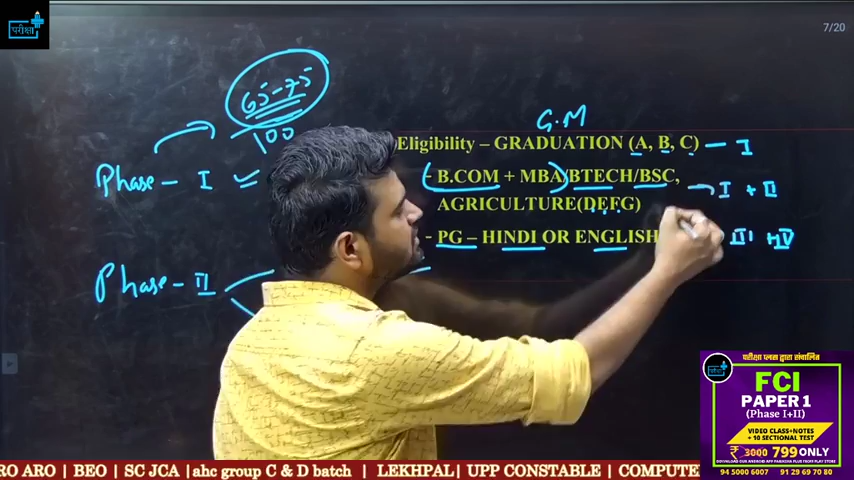 परीक्षा
7/20
65-75
100
G.M
Eligibility – GRADUATION (A, B, C) — I
Phase - I
- B.COM + MBA/BTECH/BSC,
I + II
AGRICULTURE(DEFG)
- PG – HINDI OR ENGLISH
III + IV
Phase - II
परीक्षा प्लस द्वारा संचालित
FCI
PAPER 1
(Phase I+II)
VIDEO CLASS+NOTES
+ 10 SECTIONAL TEST
₹ 3000 799 ONLY
94 5000 6007 91 29 69 70 80
RO ARO | BEO | SC JCA | ahc group C & D batch | LEKHPAL| UPP CONSTABLE | COMPUTE